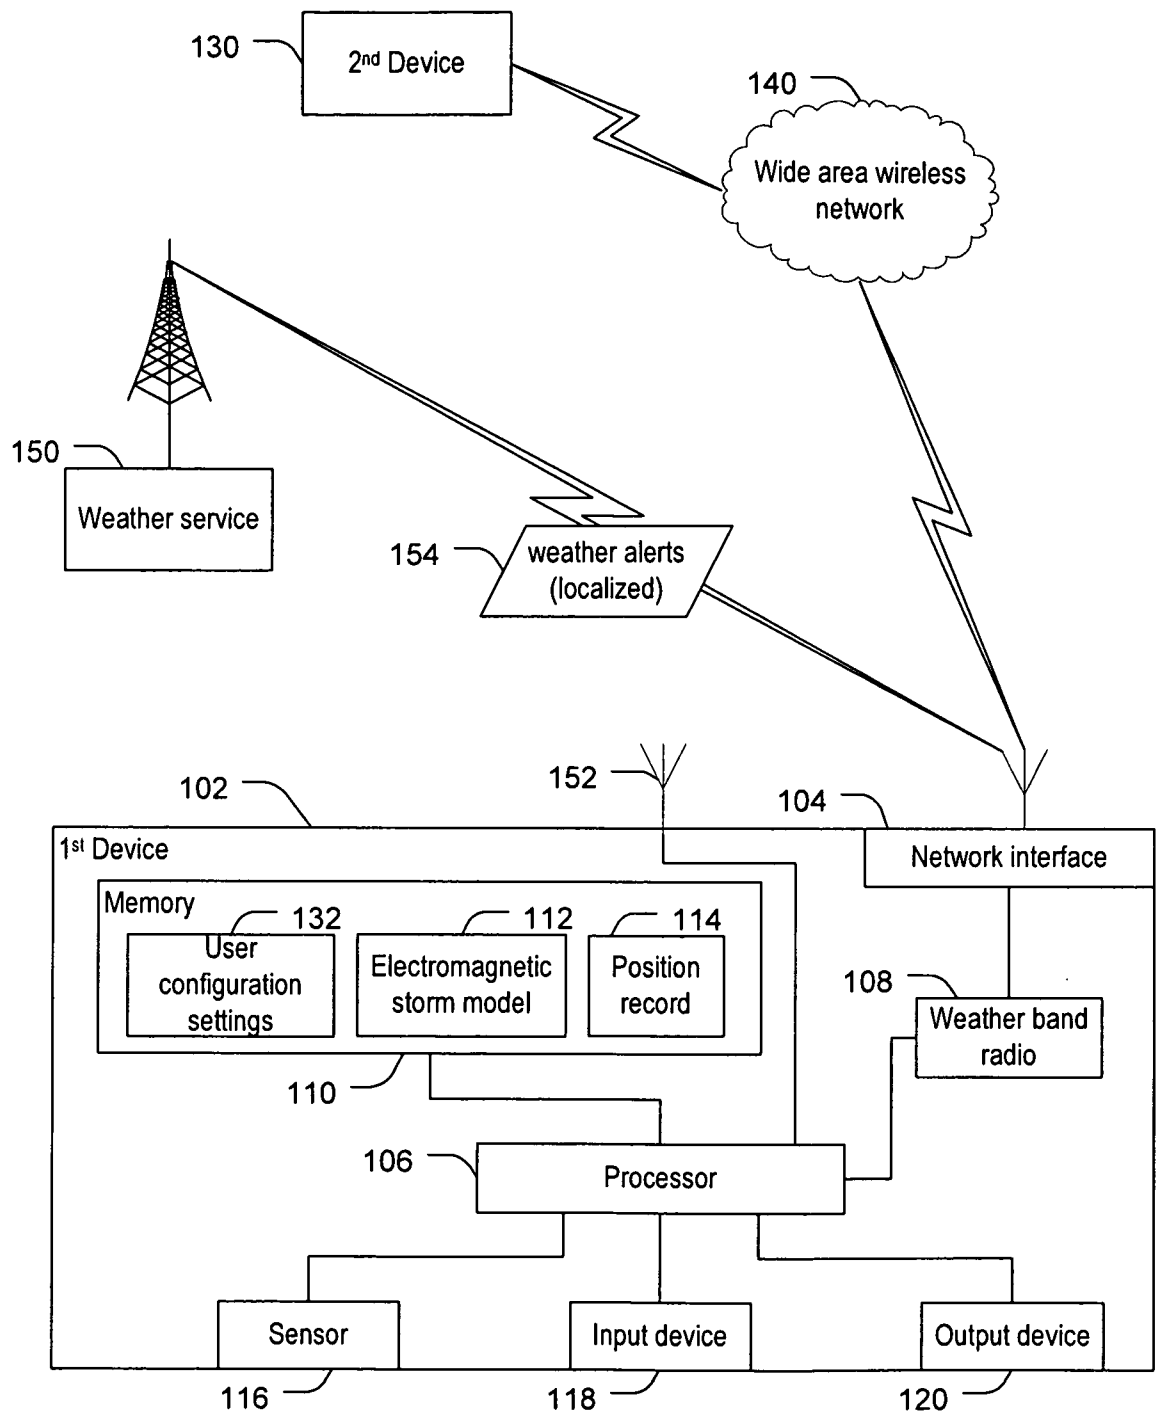 130
2nd Device
140
Wide area wireless
network
150
Weather service
154
weather alerts
(localized)
152
102
104
1st Device
Network interface
Memory
132
112
114
User
configuration
settings
Electromagnetic
storm model
Position
record
108
Weather band
radio
110
106
Processor
Sensor
Input device
Output device
116
118
120